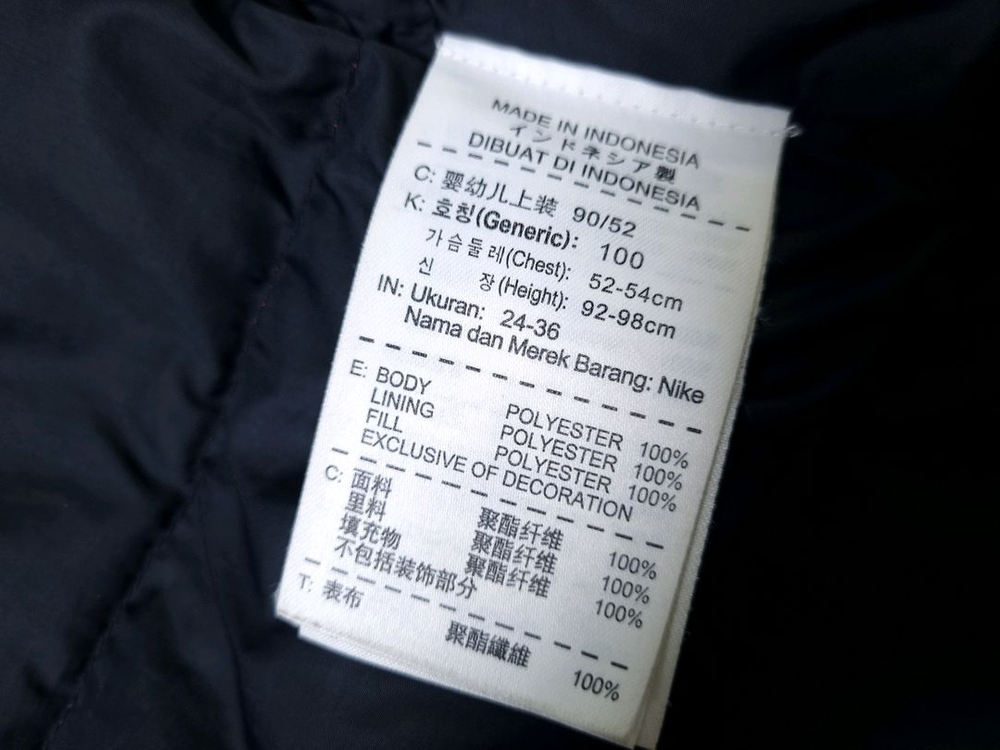 MADE IN INDONESIA
インドネシア製
DIBUAT DI INDONESIA
C: 婴幼儿上装 90/52
K: 호칭(Generic): 100
가슴둘레(Chest): 52-54cm
신 장(Height): 92-98cm
IN: Ukuran: 24-36
Nama dan Merek Barang: Nike
E: BODY POLYESTER 100%
LINING POLYESTER 100%
FILL POLYESTER 100%
EXCLUSIVE OF DECORATION
C: 面料 聚酯纤维 100%
里料 聚酯纤维 100%
填充物 聚酯纤维 100%
不包括装饰部分
T: 表布 聚酯纖維 100%